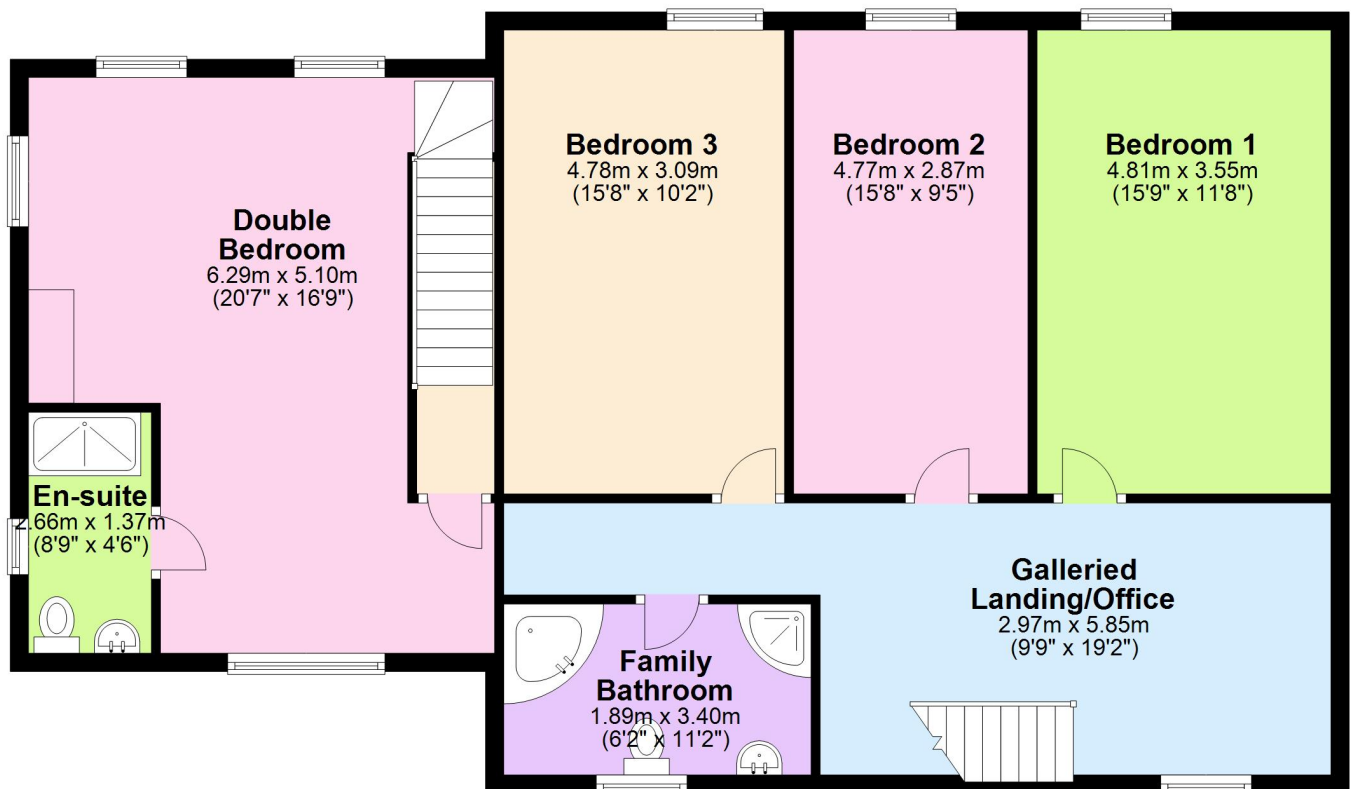 Bedroom 3
4.78m x 3.09m
(15'8" x 10'2")
Bedroom 2
4.77m x 2.87m
(15'8" x 9'5")
Bedroom 1
4.81m x 3.55m
(15'9" x 11'8")
Double
Bedroom
6.29m x 5.10m
(20'7" x 16'9")
En-suite
2.66m x 1.37m
(8'9" x 4'6")
Galleried
Landing/Office
2.97m x 5.85m
(9'9" x 19'2")
Family
Bathroom
1.89m x 3.40m
(6'2" x 11'2")